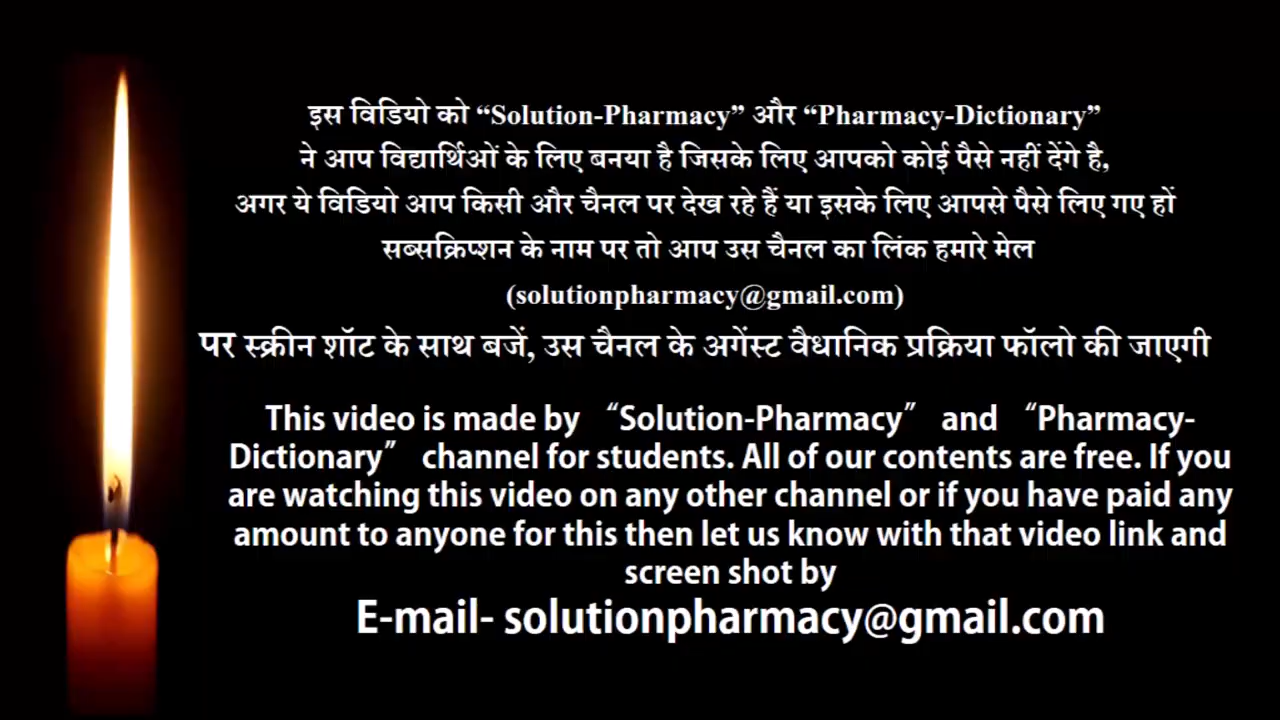 इस विडियो को “Solution-Pharmacy” और “Pharmacy-Dictionary”
ने आप विद्यार्थिओं के लिए बनया है जिसके लिए आपको कोई पैसे नहीं देंगे है,
अगर ये विडियो आप किसी और चैनल पर देख रहे हैं या इसके लिए आपसे पैसे लिए गए हों
सब्सक्रिप्शन के नाम पर तो आप उस चैनल का लिंक हमारे मेल
(solutionpharmacy@gmail.com)
पर स्क्रीन शॉट के साथ बजें, उस चैनल के अगेंस्ट वैधानिक प्रक्रिया फॉलो की जाएगी
This video is made by “Solution-Pharmacy” and “Pharmacy-
Dictionary” channel for students. All of our contents are free. If you
are watching this video on any other channel or if you have paid any
amount to anyone for this then let us know with that video link and
screen shot by
E-mail- solutionpharmacy@gmail.com